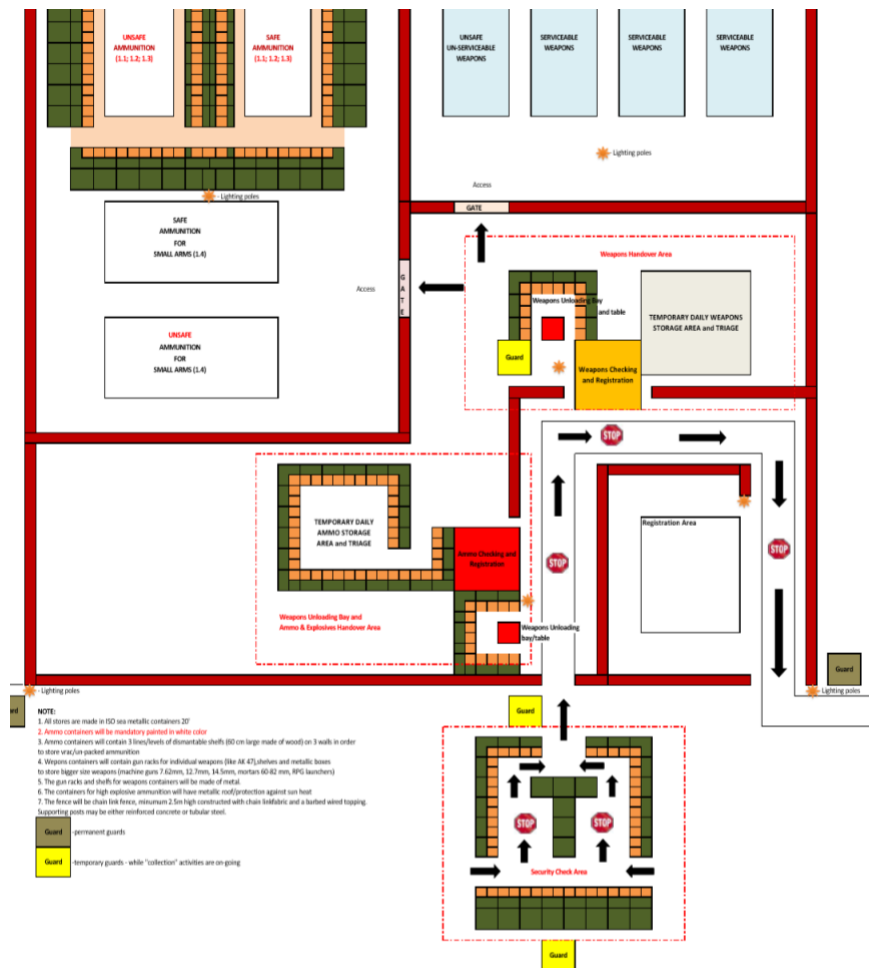 UNSAFE
AMMUNITION
(1.1; 1.2; 1.3)
SAFE
AMMUNITION
(1.1; 1.2; 1.3)
UNSAFE
UN-SERVICEABLE
WEAPONS
SERVICEABLE
WEAPONS
SERVICEABLE
WEAPONS
SERVICEABLE
WEAPONS
- Lighting poles
Access
- Lighting poles
GATE
SAFE
AMMUNITION
FOR
SMALL ARMS (1.4)
Weapons Handover Area
Access
G
A
T
E
Weapons Unloading Bay
and table
TEMPORARY DAILY WEAPONS
STORAGE AREA and TRIAGE
UNSAFE
AMMUNITION
FOR
SMALL ARMS (1.4)
Guard
Weapons Checking
and Registration
STOP
TEMPORARY DAILY
AMMO STORAGE
AREA and TRIAGE
Registration Area
STOP
STOP
Ammo Checking and
Registration
Weapons Unloading Bay and
Ammo & Explosives Handover Area
Weapons Unloading
bay/table
Guard
- Lighting poles
- Lighting poles
Guard
NOTE:
1. All stores are made in ISO sea metallic containers 20'
2. Ammo containers will be mandatory painted in white color
3. Ammo containers will contain 3 lines/levels of dismantable shelfs (60 cm large made of wood) on 3 walls in order
to store vrac/un-packed ammunition
4. Wepons containers will contain gun racks for individual weapons (like AK 47),shelves and metallic boxes
to store bigger size weapons (machine guns 7.62mm, 12.7mm, 14.5mm, mortars 60-82 mm, RPG launchers)
5. The gun racks and shelfs for weapons containers will be made of metal.
6. The containers for high explosive ammunition will have metallic roof/protection against sun heat
7. The fence will be chain link fence, minumum 2.5m high constructed with chain linkfabric and a barbed wired topping.
Supporting posts may be either reinforced concrete or tubular steel.
Guard -permanent guards
Guard -temporary guards - while "collection" activities are on-going
STOP
STOP
Security Check Area
Guard